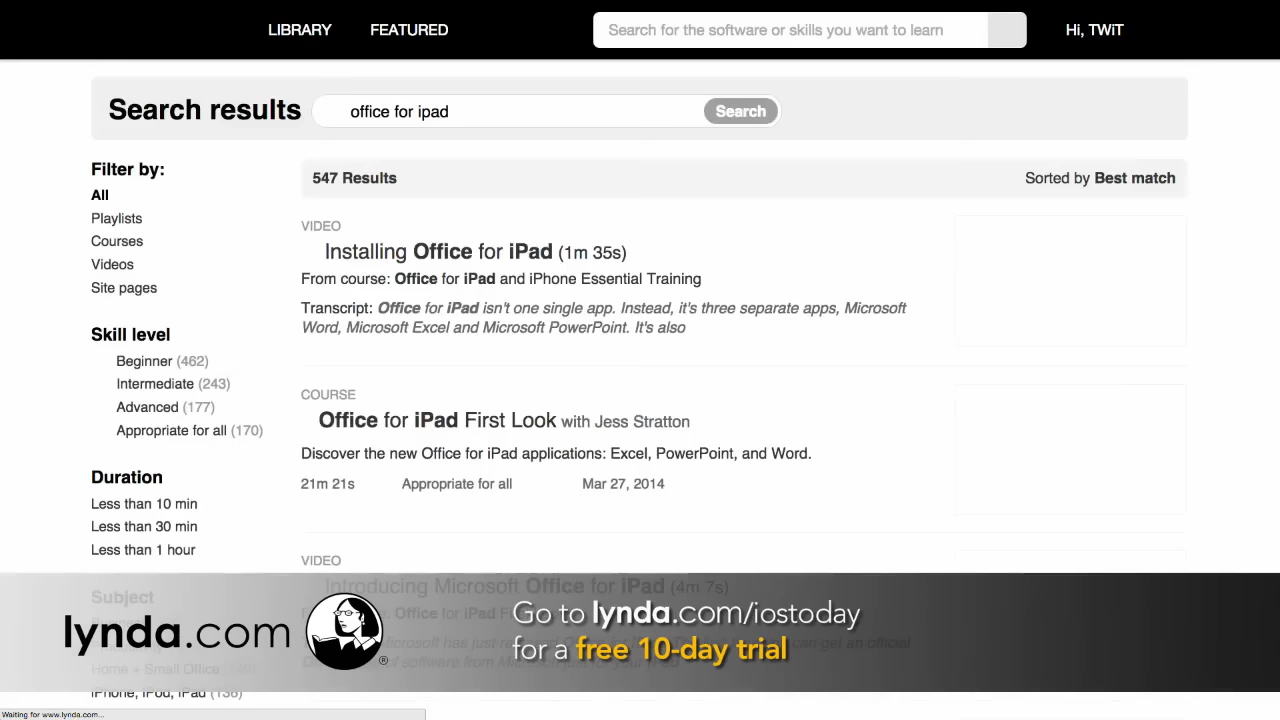 LIBRARY FEATURED Search for the software or skills you want to learn Hi, TWiT
Search results office for ipad Search
Filter by:
All
Playlists
Courses
Videos
Site pages
Skill level
Beginner (462)
Intermediate (243)
Advanced (177)
Appropriate for all (170)
Duration
Less than 10 min
Less than 30 min
Less than 1 hour
Subject
Home + Small Office
iPhone, iPod, iPad (136)
547 Results Sorted by Best match
VIDEO
Installing Office for iPad (1m 35s)
From course: Office for iPad and iPhone Essential Training
Transcript: Office for iPad isn't one single app. Instead, it's three separate apps, Microsoft
Word, Microsoft Excel and Microsoft PowerPoint. It's also
COURSE
Office for iPad First Look with Jess Stratton
Discover the new Office for iPad applications: Excel, PowerPoint, and Word.
21m 21s Appropriate for all Mar 27, 2014
VIDEO
Introducing Microsoft Office for iPad (4m 7s)
Office for iPad
lynda.com ®
Go to lynda.com/iostoday
for a free 10-day trial
Waiting for www.lynda.com...